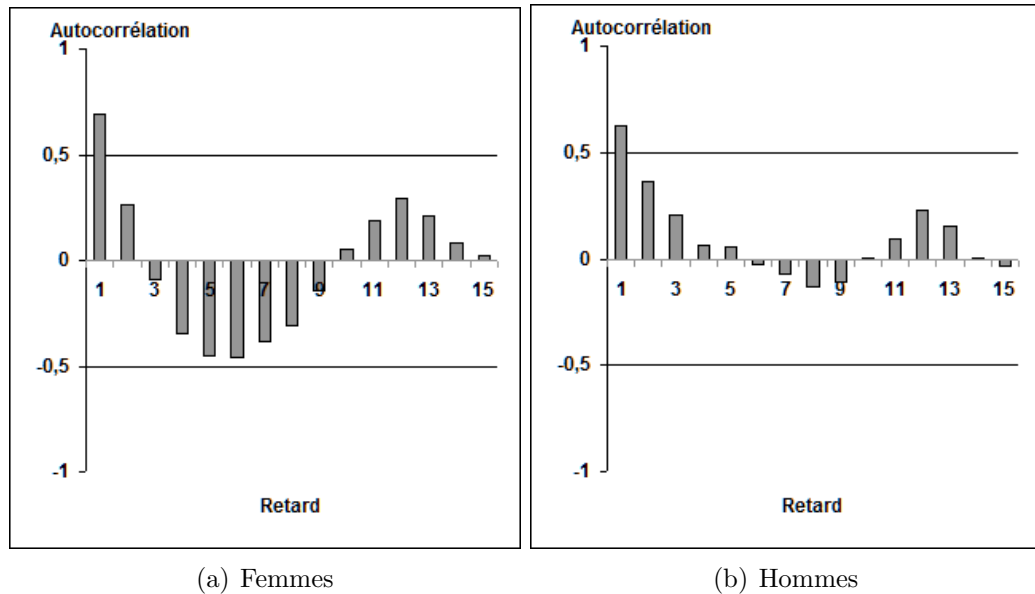 Autocorrélation
1
0,5
0
-0,5
-1
1 3 5 7 9 11 13 15
Retard
(a) Femmes
Autocorrélation
1
0,5
0
-0,5
-1
1 3 5 7 9 11 13 15
Retard
(b) Hommes